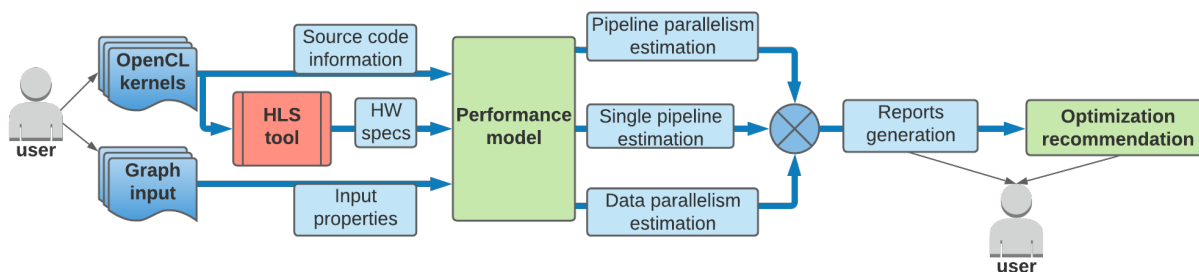 user
OpenCL
kernels
Graph
input
Source code
information
HLS
tool
HW
specs
Input
properties
Performance
model
Pipeline parallelism
estimation
Single pipeline
estimation
Data parallelism
estimation
Reports
generation
Optimization
recommendation
user